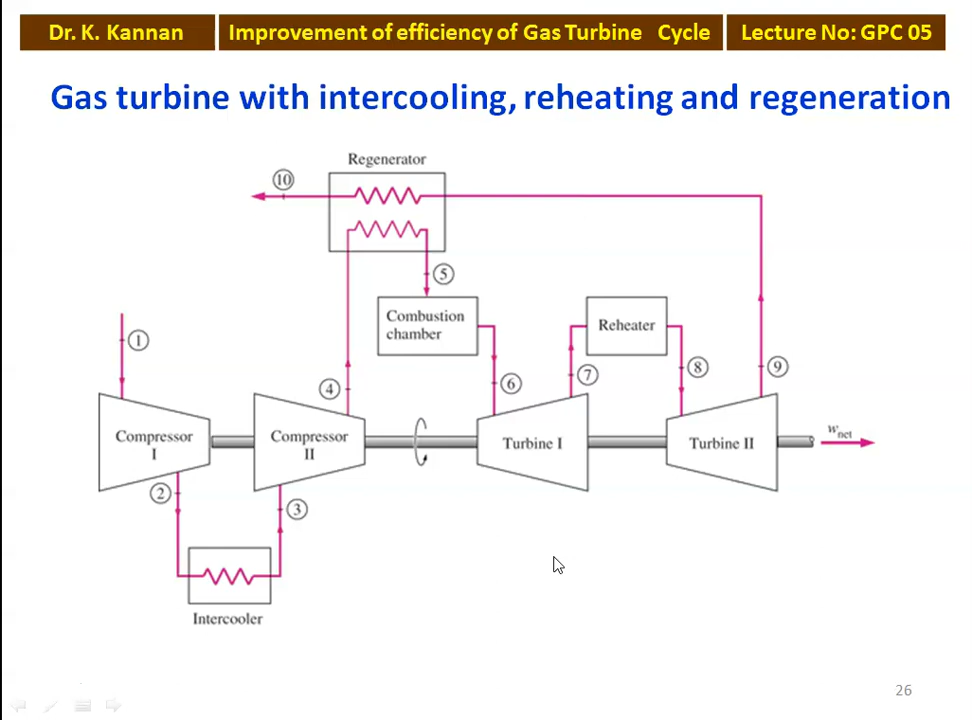 Dr. K. Kannan
Improvement of efficiency of Gas Turbine Cycle
Lecture No: GPC 05
Gas turbine with intercooling, reheating and regeneration
Regenerator
10
5
Combustion
chamber
Reheater
1
4
6
7
8
9
Compressor
I
Compressor
II
Turbine I
Turbine II
wnet
2
3
Intercooler
26